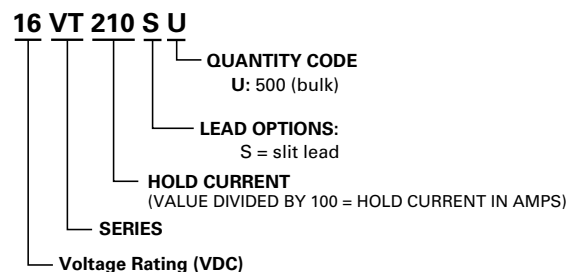 16 VT 210 S U
QUANTITY CODE
U: 500 (bulk)
LEAD OPTIONS:
S = slit lead
HOLD CURRENT
(VALUE DIVIDED BY 100 = HOLD CURRENT IN AMPS)
SERIES
Voltage Rating (VDC)